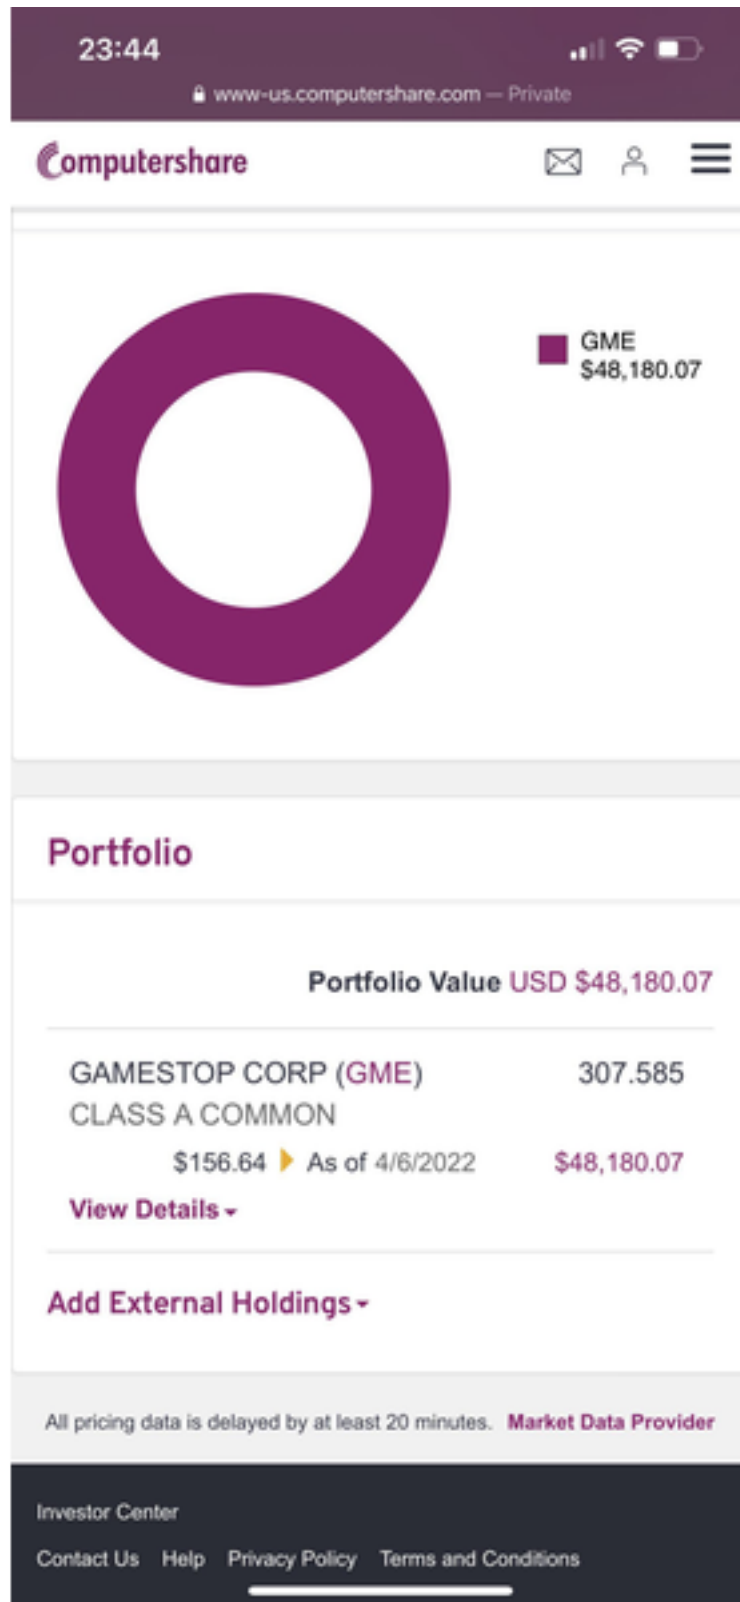 23:44
www-us.computershare.com — Private
Computershare
GME
$48,180.07
Portfolio
Portfolio Value USD $48,180.07
GAMESTOP CORP (GME) 307.585
CLASS A COMMON
$156.64 As of 4/6/2022 $48,180.07
View Details
Add External Holdings
All pricing data is delayed by at least 20 minutes. Market Data Provider
Investor Center
Contact Us Help Privacy Policy Terms and Conditions